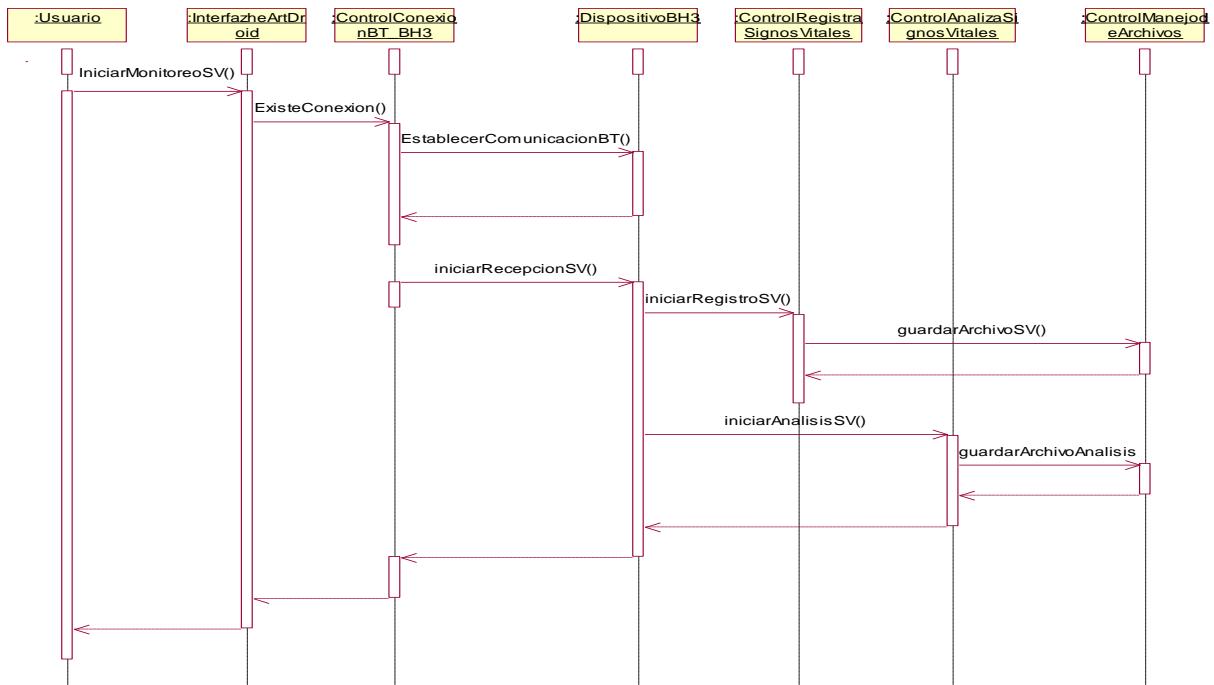 :Usuario
:InterfazheArtDr
oid
:ControlConexio
nBT_BH3
:DispositivoBH3
:ControlRegistra
SignosVitales
:ControlAnalizaSi
gnosVitales
:ControlManejod
eArchivos
IniciarMonitoreoSV()
ExisteConexion()
EstablecerComunicacionBT()
iniciarRecepcionSV()
iniciarRegistroSV()
guardarArchivoSV()
iniciarAnalisisSV()
guardarArchivoAnalisis